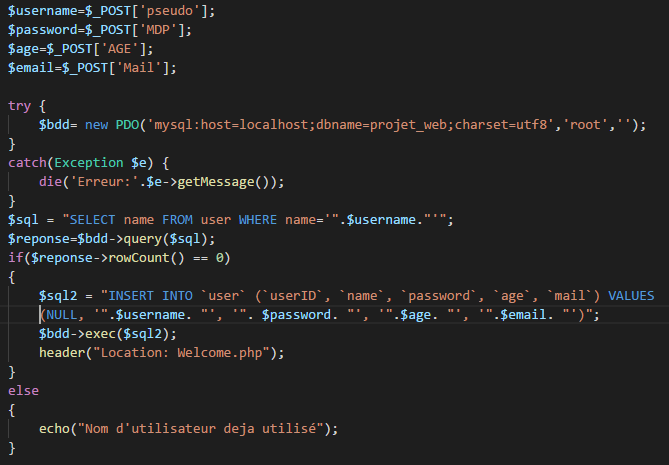 $username=$_POST['pseudo'];
$password=$_POST['MDP'];
$age=$_POST['AGE'];
$email=$_POST['Mail'];
try {
$bdd= new PDO('mysql:host=localhost;dbname=projet_web;charset=utf8','root','');
}
catch(Exception $e) {
die('Erreur:'.$e->getMessage());
}
$sql = "SELECT name FROM user WHERE name='".$username."'";
$reponse=$bdd->query($sql);
if($reponse->rowCount() == 0)
{
$sql2 = "INSERT INTO `user` (`userID`, `name`, `password`, `age`, `mail`) VALUES
(NULL, '".$username. "', '". $password. "', '".$age. "', '".$email. "')";
$bdd->exec($sql2);
header("Location: Welcome.php");
}
else
{
echo("Nom d'utilisateur deja utilisé");
}